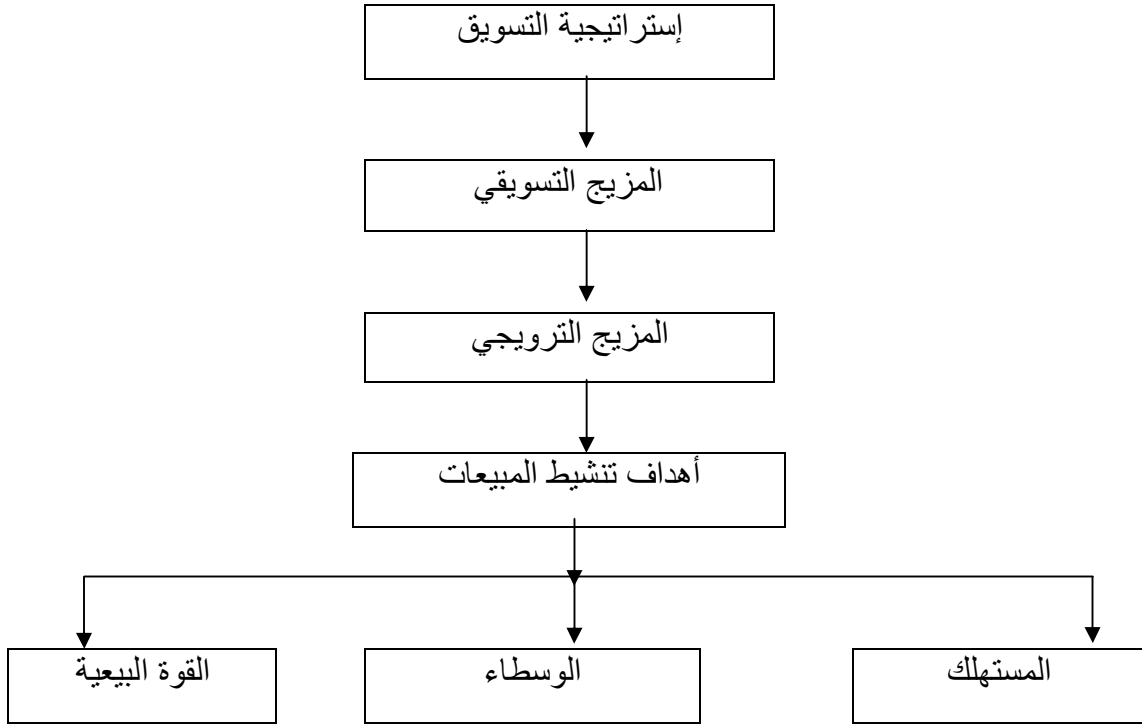 إستراتيجية التسويق
المزيج التسويقي
المزيج الترويجي
أهداف تنشيط المبيعات
المستهلك
الوسطاء
القوة البيعية